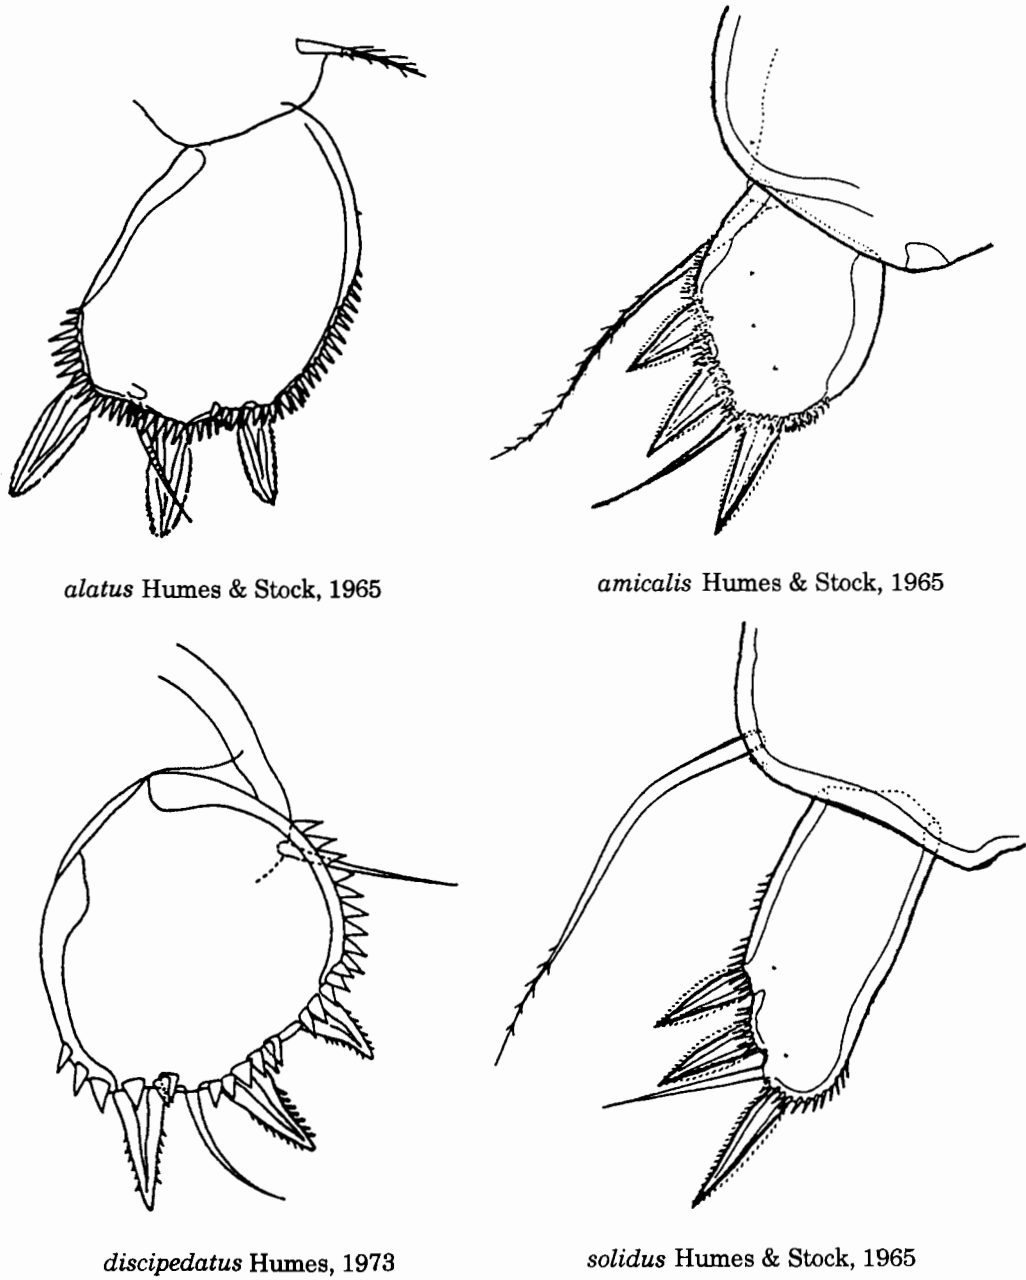 alatus Humes & Stock, 1965
amicalis Humes & Stock, 1965
discipedatus Humes, 1973
solidus Humes & Stock, 1965